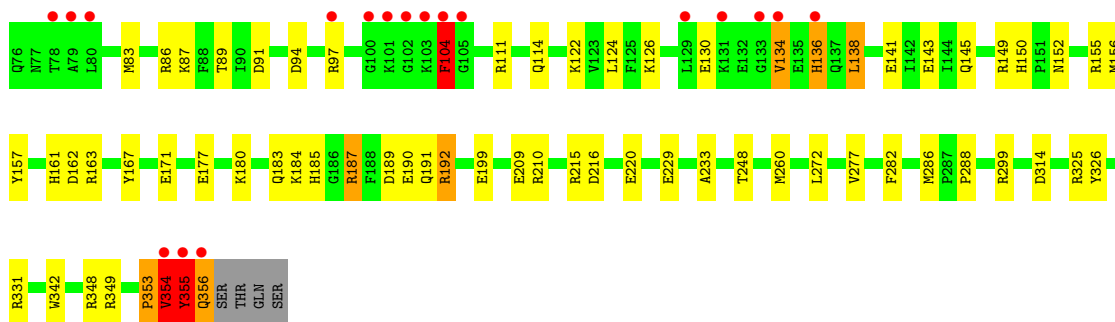 Q76 N77 T78 A79 L80 M83 R86 K87 F88 T89 I90 D91 D94 R97 G100 K101 G102 K103 F104 G105 R111 Q114 K122 V123 L124 F125 K126 L129 E130 K131 E132 G133 V134 E135 H136 Q137 L138 E141 I142 E143 I144 Q145 R149 H150 P151 N152 R155 M156
Y157 H161 D162 R163 Y167 E171 E177 K180 Q183 K184 H185 G186 R187 F188 D189 E190 Q191 R192 E199 E209 R210 R215 D216 E220 E229 A233 T248 M260 L272 V277 F282 M286 P287 P288 R299 D314 R325 Y326
R331 W342 R348 R349 P353 V354 Y355 Q356 SER THR GLN SER